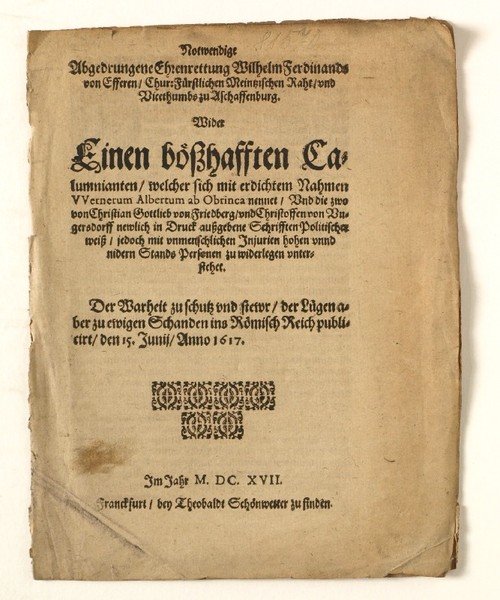 Notwendige
Abgedrungene Ehrenrettung Wilhelm Ferdinands
von Efferen / Chur:Fürstlichen Meintzischen Raht / vnd
Vicethumbs zu Aschaffenburg.
Wider
Einen bößhafften Ca-
lumnianten / welcher sich mit erdichtem Nahmen
VVernerum Albertum ab Obrinca nennet / Vnd die zwo
von Christian Gottlieb von Friedberg / vnd Christoffen von Vn-
gersdorff newlich in Druck außgebene Schrifften Politischer
weiß / jedoch mit vnmenschlichen Injurien hohen vnnd
nidern Stands Personen zu widerlegen vnter-
stehet.
Der Warheit zu schutz vnd stewr / der Lügen a-
ber zu ewigen Schanden ins Römisch Reich publi-
cirt / den 15. Junij / Anno 1617.
Im Jahr M. DC. XVII.
Franckfurt / bey Theobaldt Schönwetter zu finden.